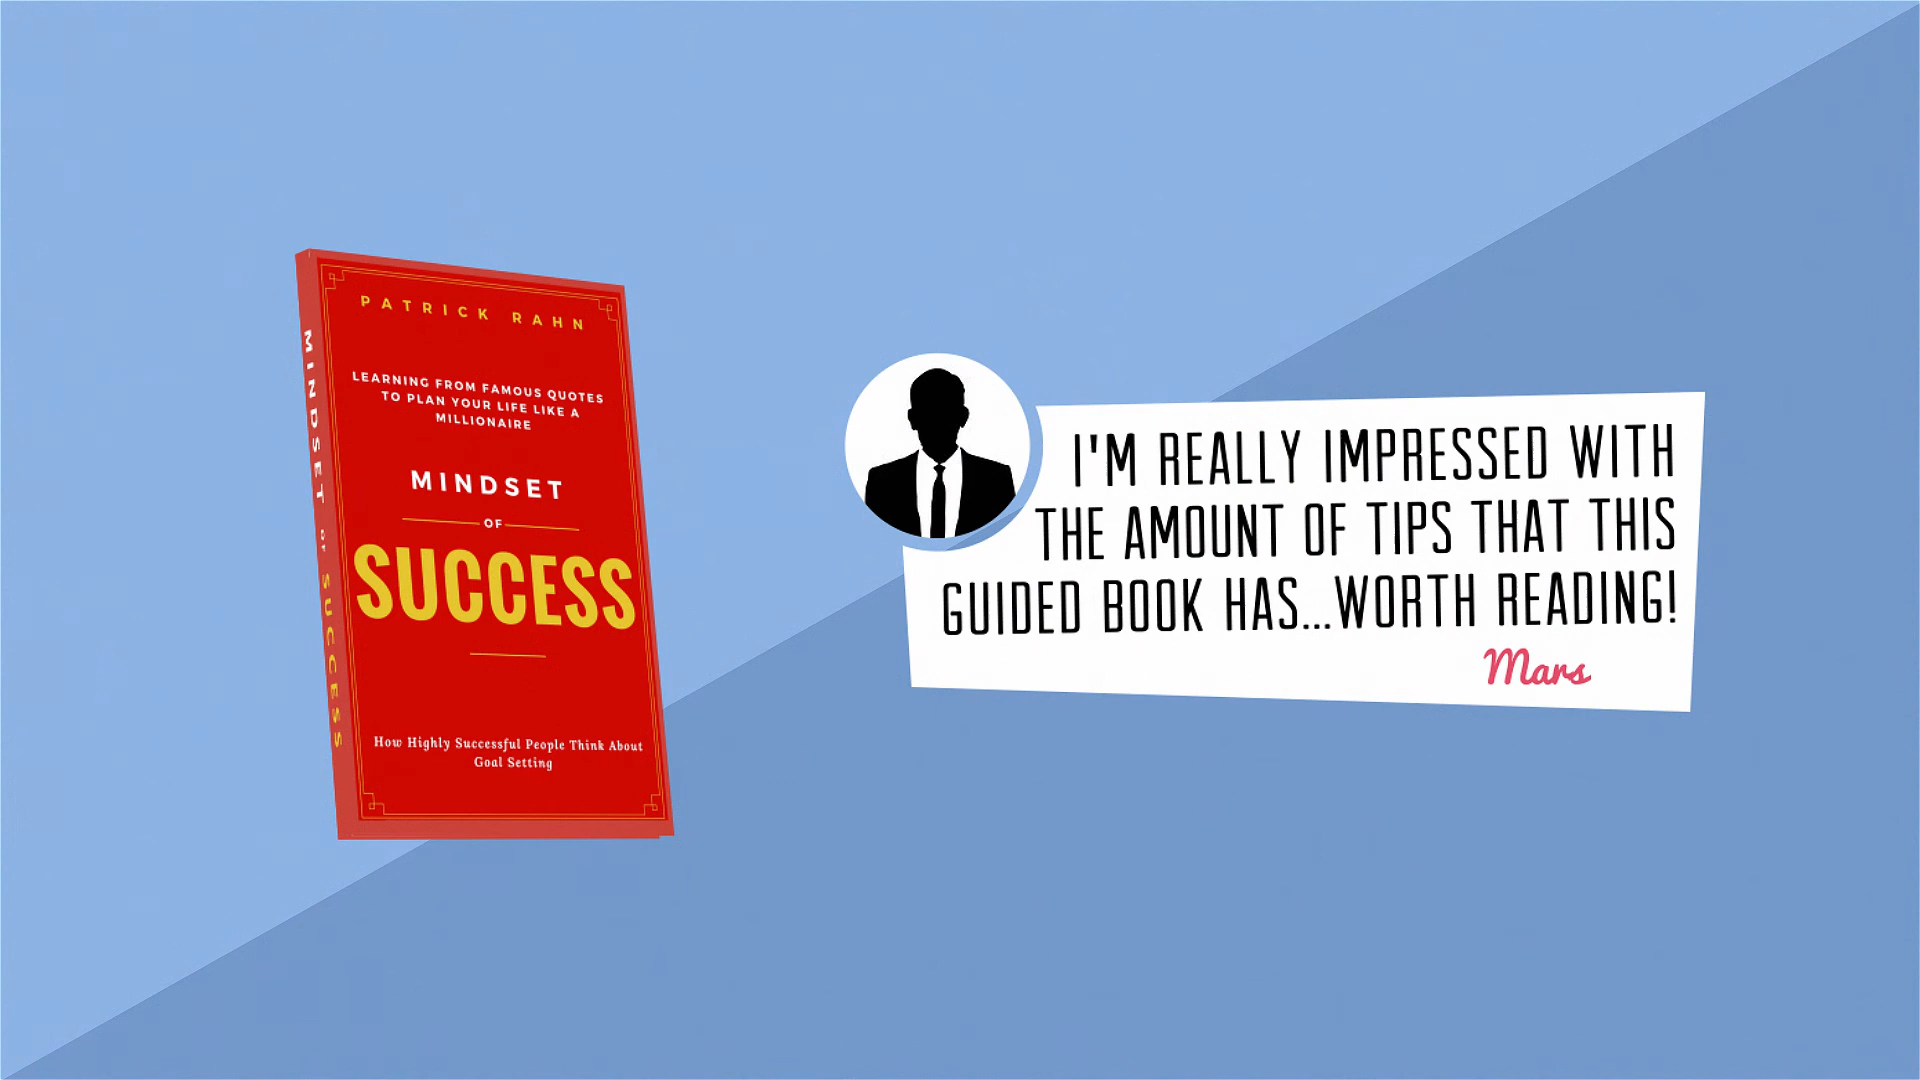 PATRICK RAHN
LEARNING FROM FAMOUS QUOTES
TO PLAN YOUR LIFE LIKE A
MILLIONAIRE
MINDSET
OF
SUCCESS
How Highly Successful People Think About
Goal Setting
MINDSET OF SUCCESS
I'M REALLY IMPRESSED WITH
THE AMOUNT OF TIPS THAT THIS
GUIDED BOOK HAS...WORTH READING!
Mars